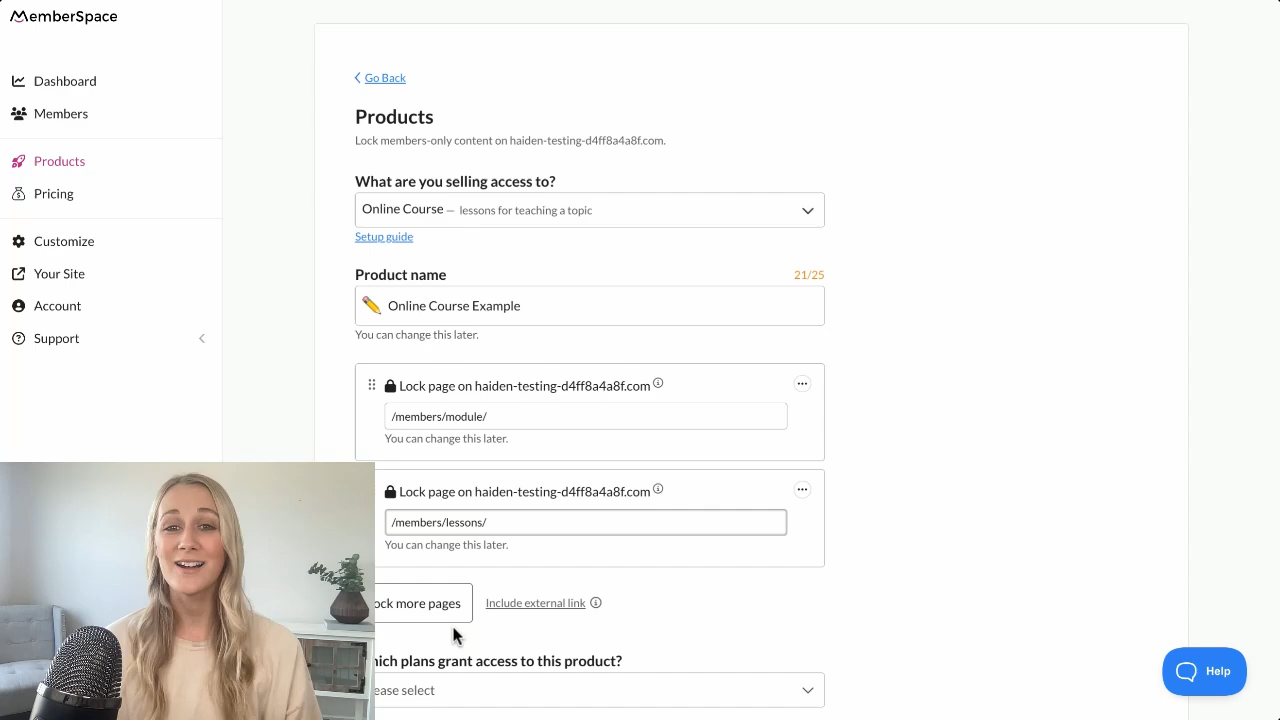 MemberSpace
Dashboard
Members
Products
Pricing
Customize
Your Site
Account
Support
Go Back
Products
Lock members-only content on haiden-testing-d4ff8a4a8f.com.
What are you selling access to?
Online Course — lessons for teaching a topic
Setup guide
Product name 21/25
✏️ Online Course Example
You can change this later.
Lock page on haiden-testing-d4ff8a4a8f.com
/members/module/
You can change this later.
Lock page on haiden-testing-d4ff8a4a8f.com
/members/lessons/
You can change this later.
ock more pages Include external link
hich plans grant access to this product?
ease select
Help